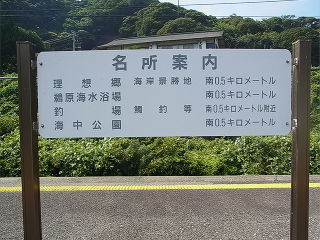 名所案内
理想郷 海岸景勝地 南0.5キロメートル
鵜原海水浴場 南0.5キロメートル
釣場 鯛釣等 南0.5キロメートル附近
海中公園 南0.5キロメートル